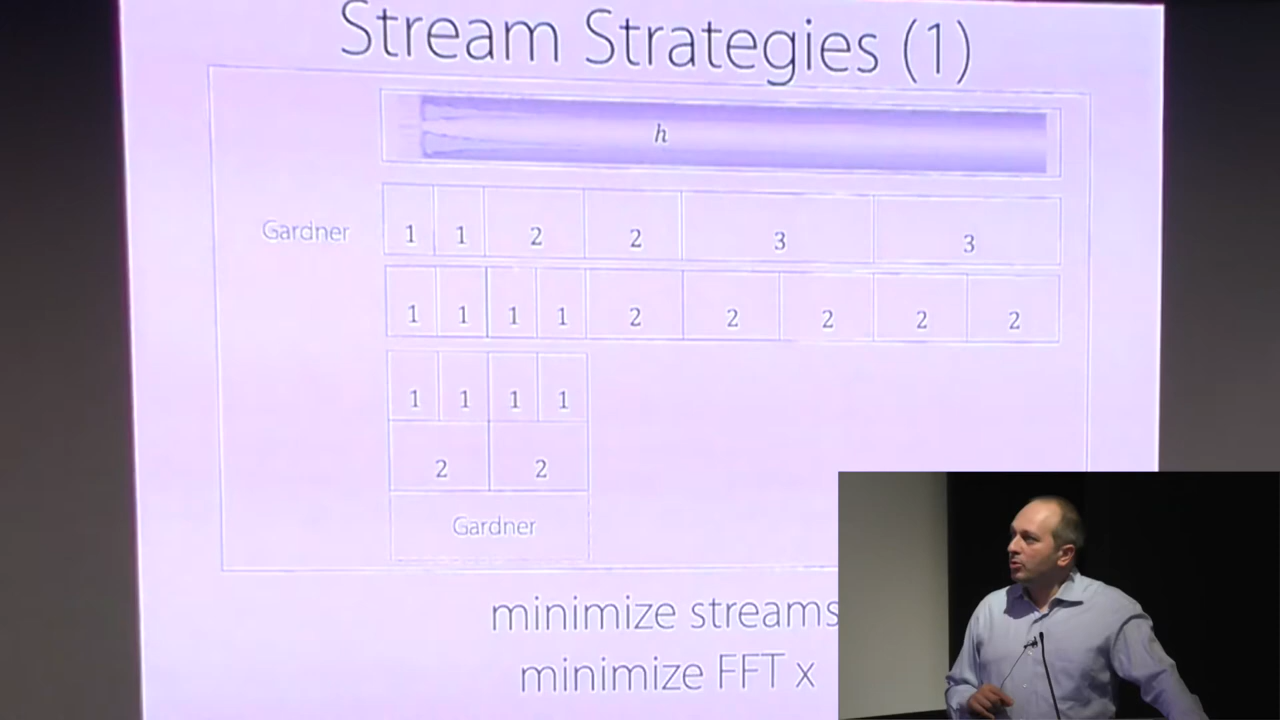 Stream Strategies (1)
h
Gardner 1 1 2 2 3 3
1 1 1 1 2 2 2 2 2
1 1 1 1
2 2
Gardner
minimize streams
minimize FFT x